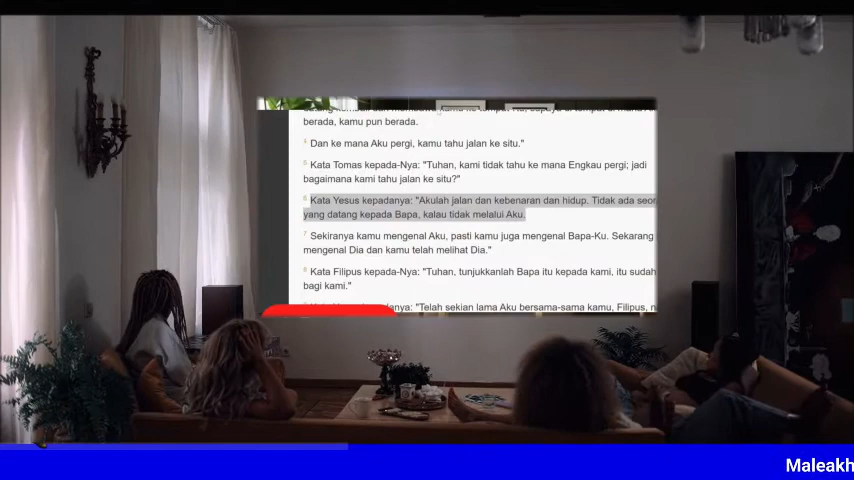 berada, kamu pun berada.
4 Dan ke mana Aku pergi, kamu tahu jalan ke situ."
5 Kata Tomas kepada-Nya: "Tuhan, kami tidak tahu ke mana Engkau pergi; jadi
bagaimana kami tahu jalan ke situ?"
6 Kata Yesus kepadanya: "Akulah jalan dan kebenaran dan hidup. Tidak ada seor
yang datang kepada Bapa, kalau tidak melalui Aku.
7 Sekiranya kamu mengenal Aku, pasti kamu juga mengenal Bapa-Ku. Sekarang
mengenal Dia dan kamu telah melihat Dia."
8 Kata Filipus kepada-Nya: "Tuhan, tunjukkanlah Bapa itu kepada kami, itu sudah
bagi kami."
"Telah sekian lama Aku bersama-sama kamu, Filipus, n
Maleakh